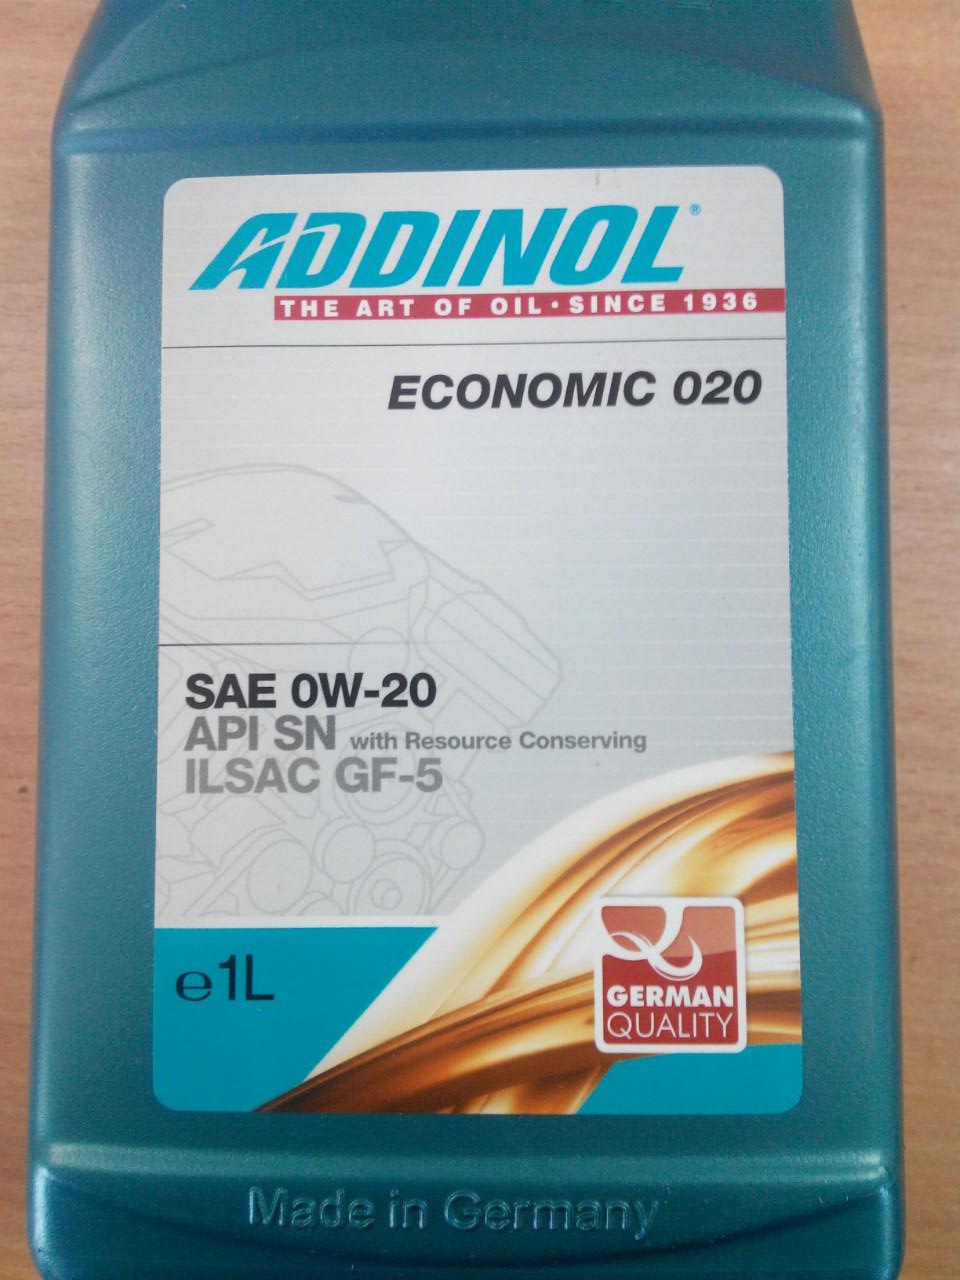 ADDINOL®
THE ART OF OIL • SINCE 1936
ECONOMIC 020
SAE 0W-20
API SN with Resource Conserving
ILSAC GF-5
℮1L
GERMAN
QUALITY
Made in Germany